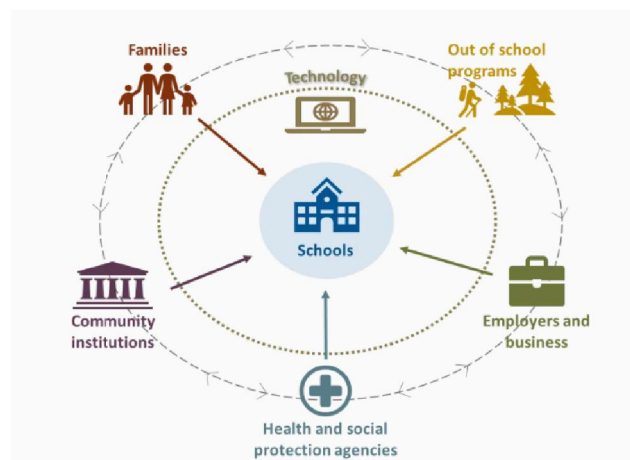 Families
Out of school
programs
Technology
Schools
Community
institutions
Employers and
business
Health and social
protection agencies